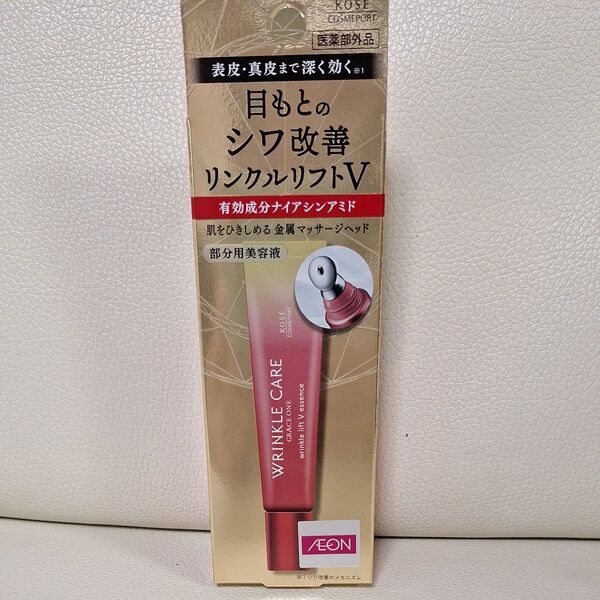 KOSÉ
COSMEPORT
医薬部外品
表皮・真皮まで深く効く※1
目もとの
シワ改善
リンクルリフトV
有効成分ナイアシンアミド
肌をひきしめる 金属マッサージヘッド
部分用美容液
KOSÉ
COSMEPORT
WRINKLE CARE
GRACE ONE
wrinkle lift V essence
ÆON
※1シワ改善のメカニズム